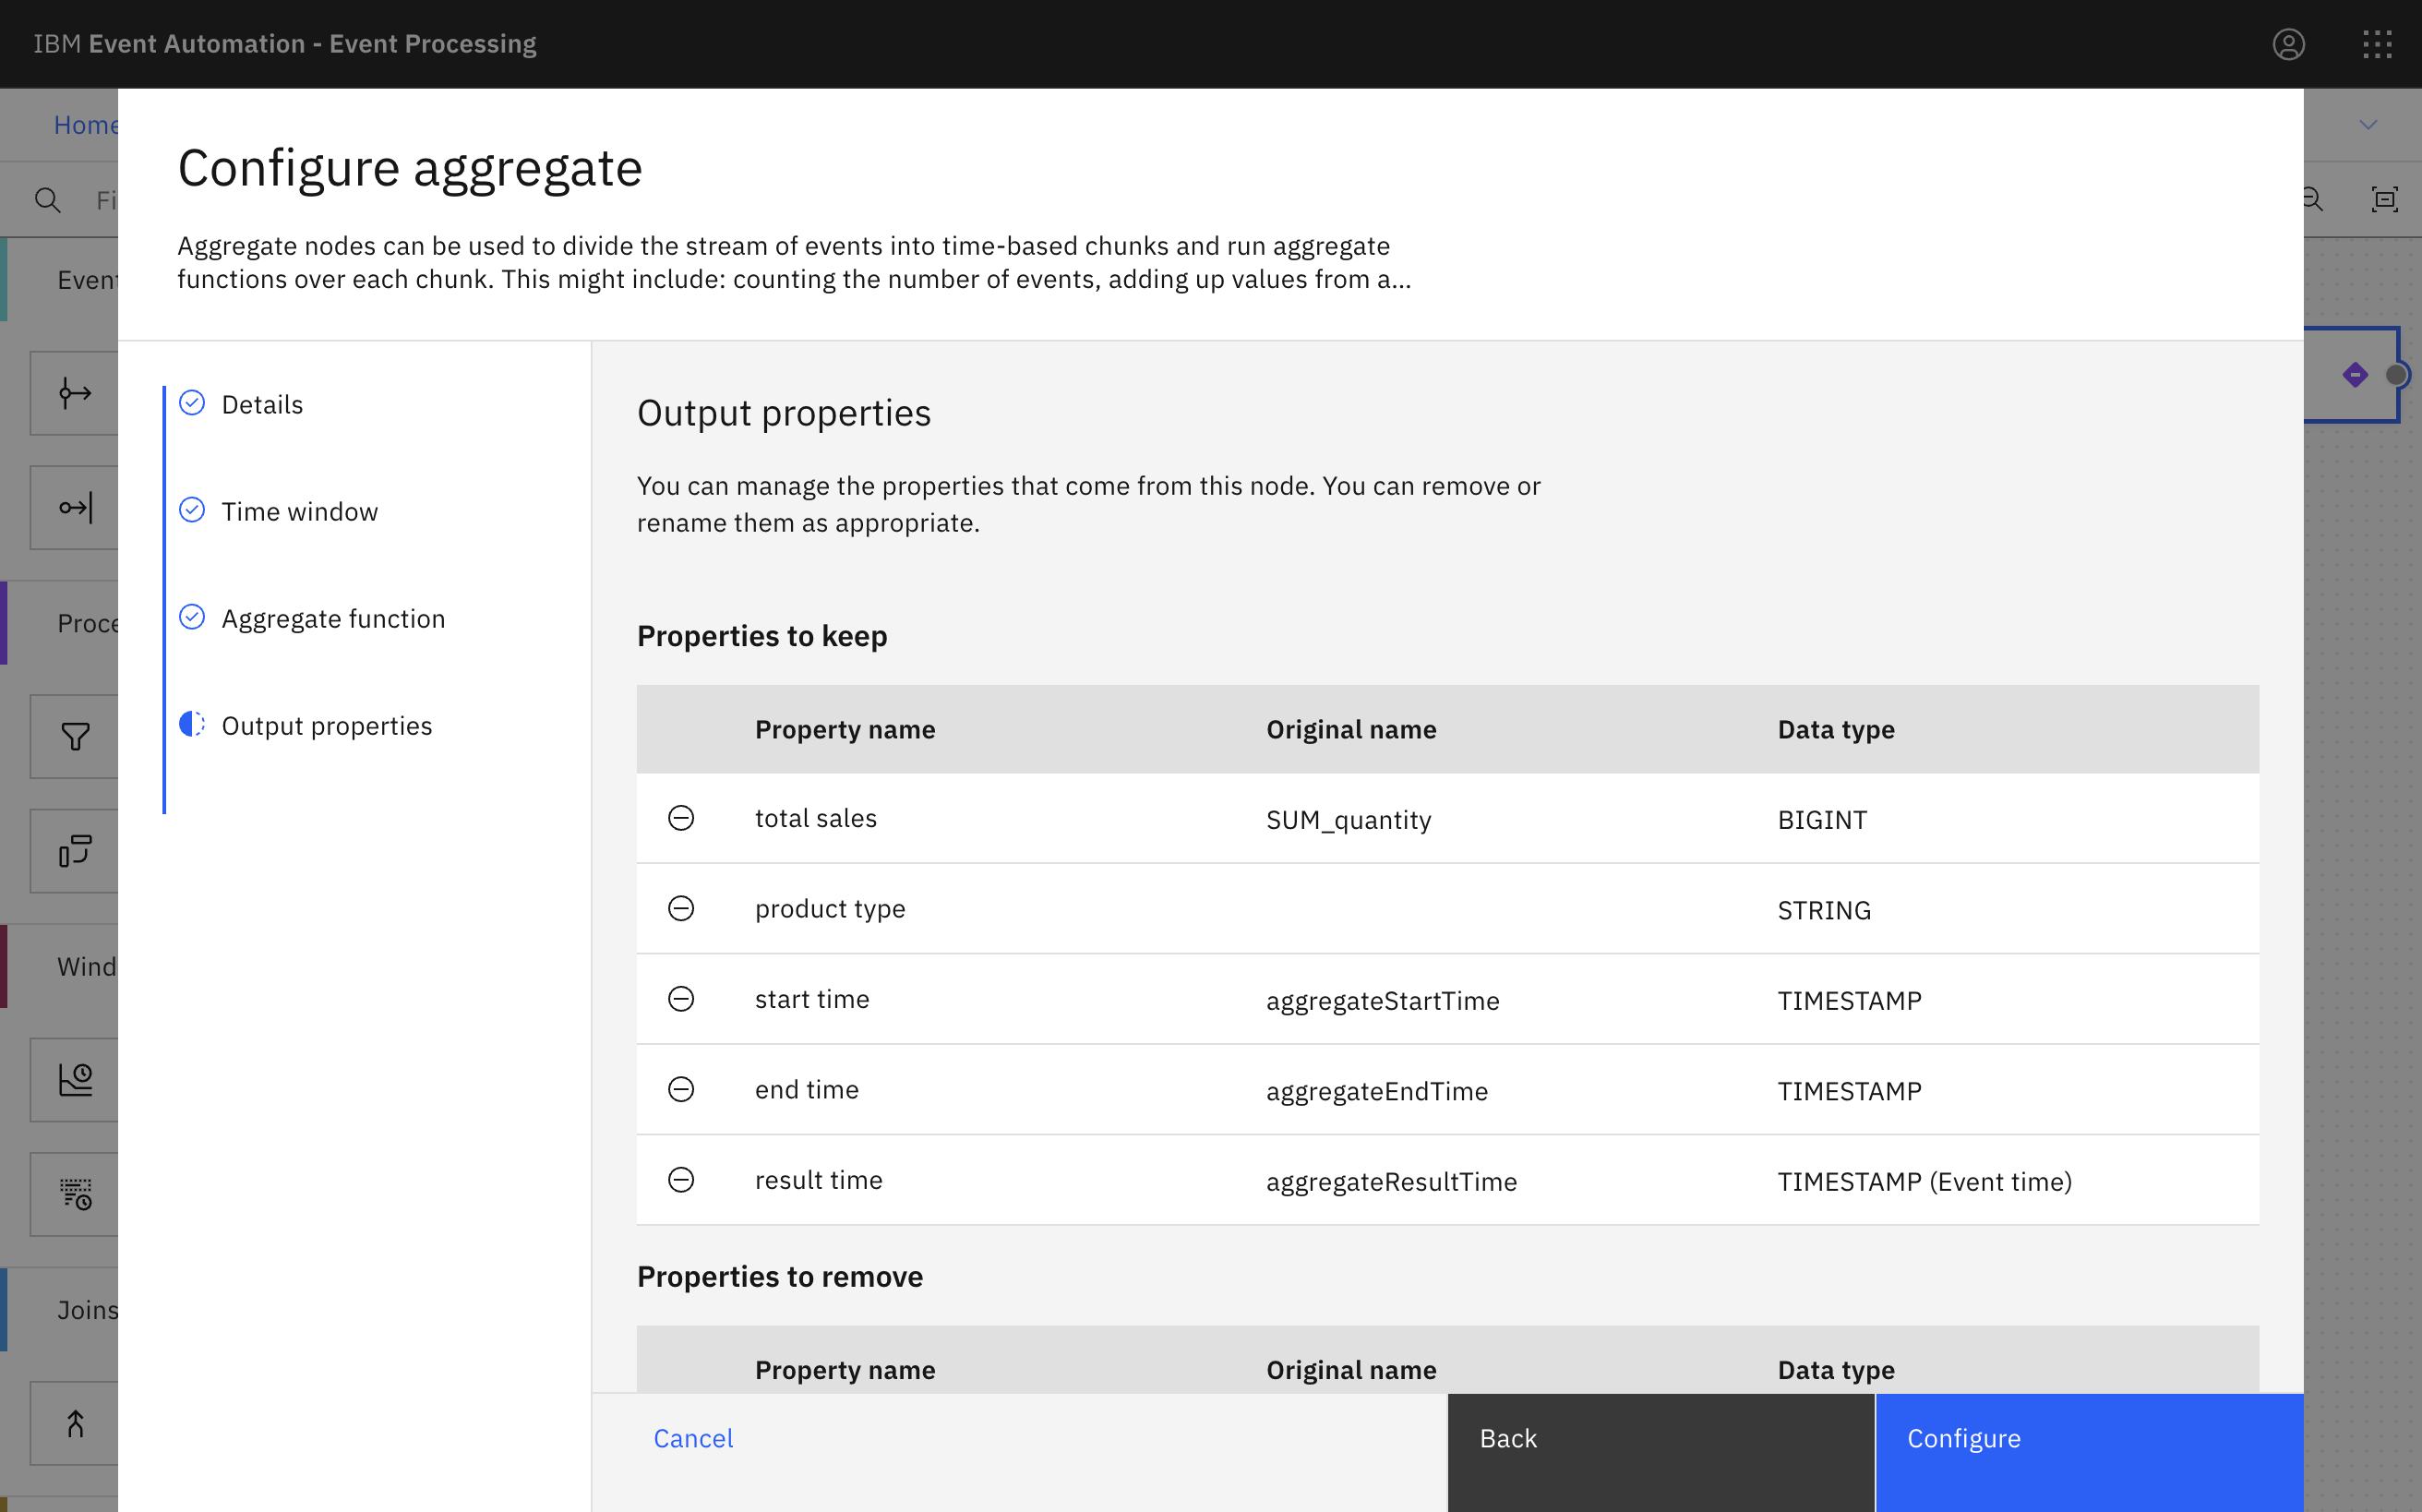 IBM Event Automation - Event Processing
Home
Configure aggregate
Aggregate nodes can be used to divide the stream of events into time-based chunks and run aggregate
functions over each chunk. This might include: counting the number of events, adding up values from a...
Details
Time window
Aggregate function
Output properties
Output properties
You can manage the properties that come from this node. You can remove or
rename them as appropriate.
Properties to keep
Property name Original name Data type
total sales SUM_quantity BIGINT
product type STRING
start time aggregateStartTime TIMESTAMP
end time aggregateEndTime TIMESTAMP
result time aggregateResultTime TIMESTAMP (Event time)
Properties to remove
Property name Original name Data type
Cancel
Back
Configure
Event
Joins